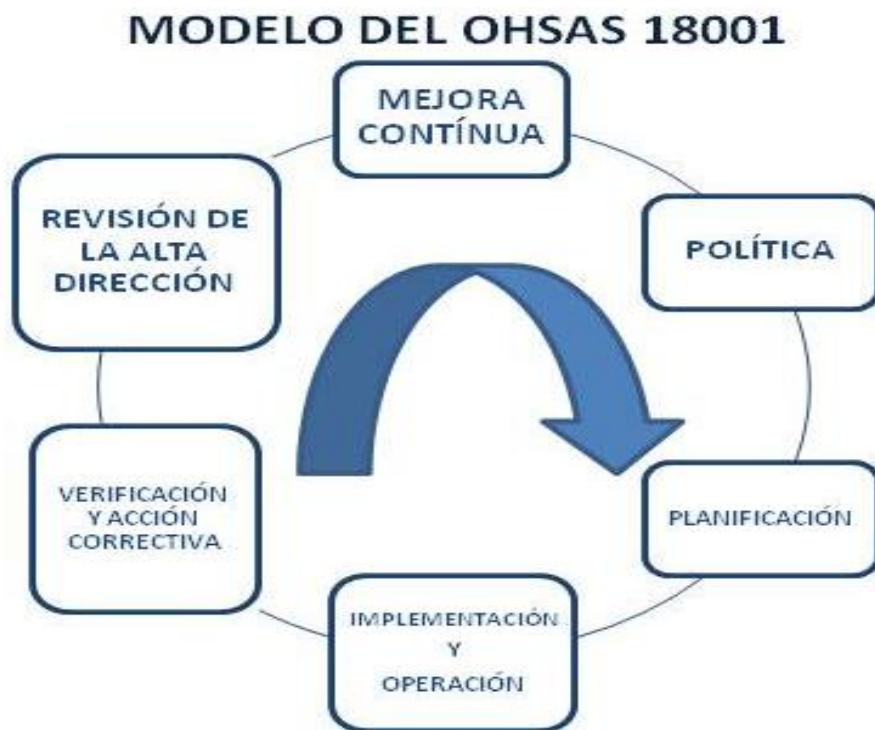 MODELO DEL OHSAS 18001
MEJORA
CONTÍNUA
POLÍTICA
PLANIFICACIÓN
IMPLEMENTACIÓN
Y
OPERACIÓN
VERIFICACIÓN
Y ACCIÓN
CORRECTIVA
REVISIÓN DE
LA ALTA
DIRECCIÓN